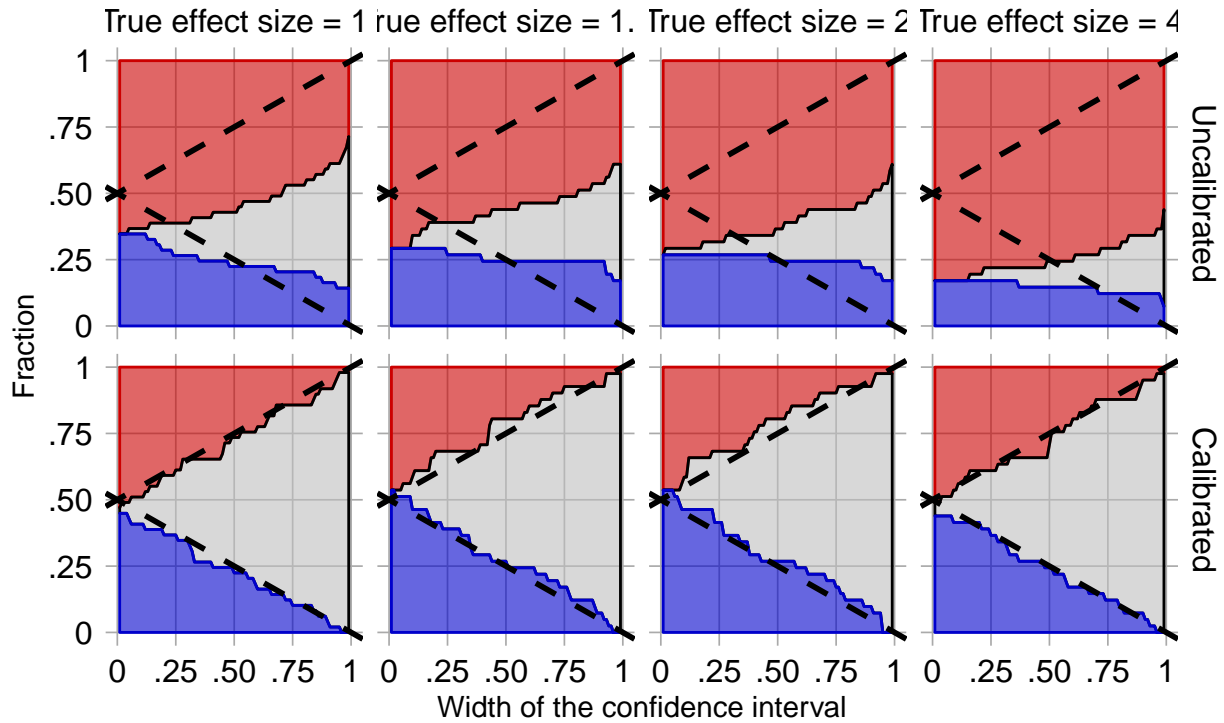 True effect size = 1
rue effect size = 1.
True effect size = 2
True effect size = 4
1
.75
.50
.25
0
Uncalibrated
Fraction
1
.75
.50
.25
0
Calibrated
0 .25 .50 .75 1 0 .25 .50 .75 1 0 .25 .50 .75 1 0 .25 .50 .75 1
Width of the confidence interval